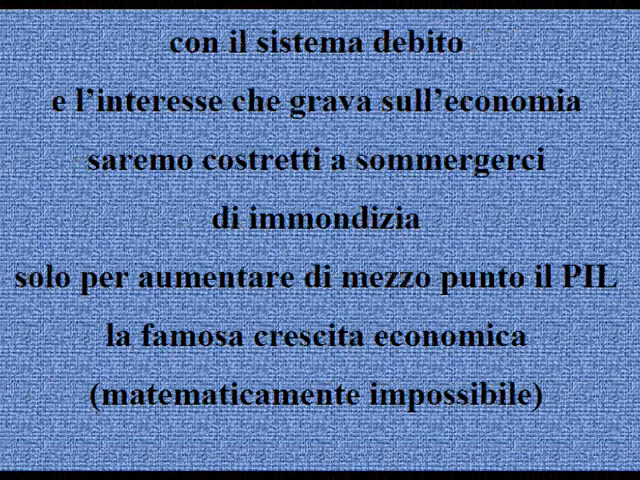 con il sistema debito
e l’interesse che grava sull’economia
saremo costretti a sommergerci
di immondizia
solo per aumentare di mezzo punto il PIL
la famosa crescita economica
(matematicamente impossibile)